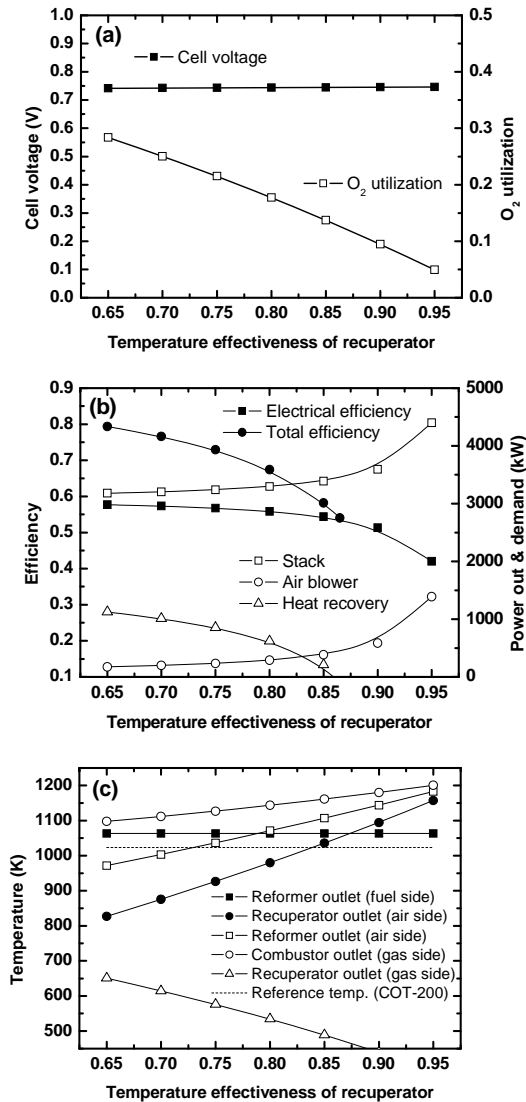 (a)
Cell voltage
O2 utilization
1.0
0.9
0.8
0.7
0.6
0.5
0.4
0.3
0.2
0.1
0.0
Cell voltage (V)
0.5
0.4
0.3
0.2
0.1
0.0
O2 utilization
0.65 0.70 0.75 0.80 0.85 0.90 0.95
Temperature effectiveness of recuperator
(b)
Electrical efficiency
Total efficiency
Stack
Air blower
Heat recovery
0.9
0.8
0.7
0.6
0.5
0.4
0.3
0.2
0.1
Efficiency
5000
4000
3000
2000
1000
0
Power out & demand (kW)
0.65 0.70 0.75 0.80 0.85 0.90 0.95
Temperature effectiveness of recuperator
(c)
1200
1100
1000
900
800
700
600
500
Temperature (K)
Reformer outlet (fuel side)
Recuperator outlet (air side)
Reformer outlet (air side)
Combustor outlet (gas side)
Recuperator outlet (gas side)
Reference temp. (COT-200)
0.65 0.70 0.75 0.80 0.85 0.90 0.95
Temperature effectiveness of recuperator